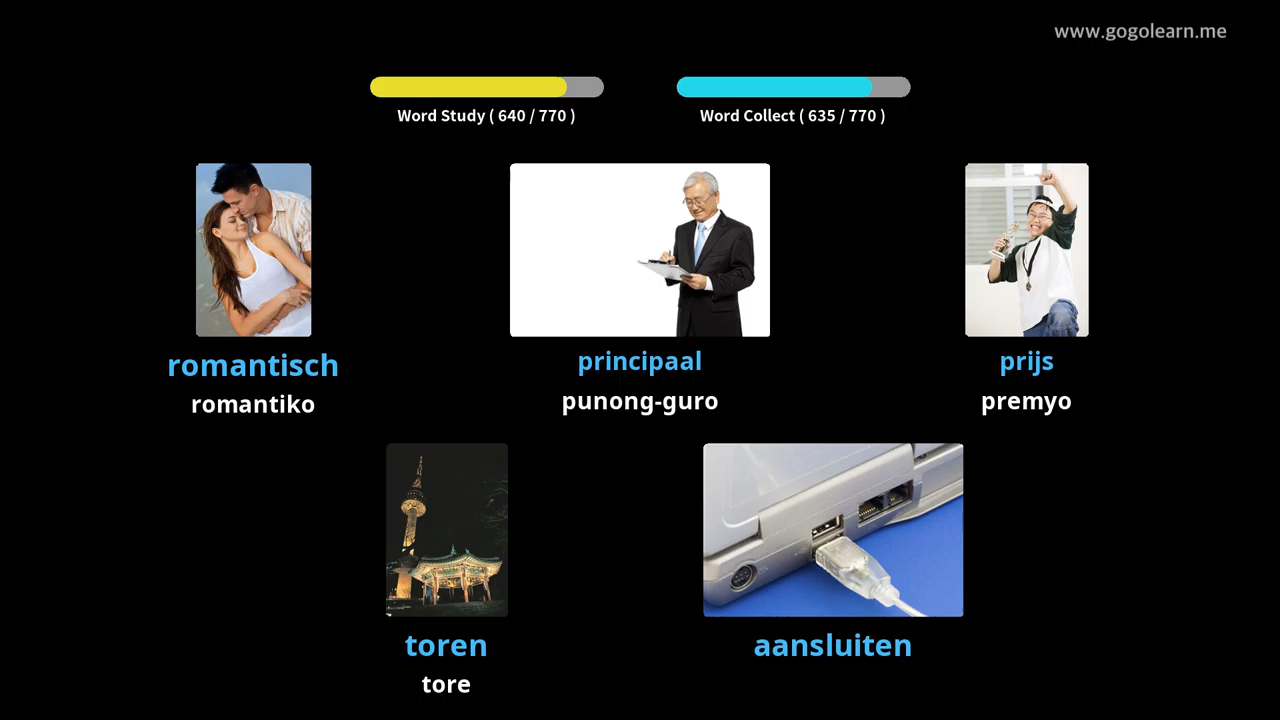 www.gogolearn.me
Word Study ( 640 / 770 )
Word Collect ( 635 / 770 )
romantisch
romantiko
principaal
punong-guro
prijs
premyo
toren
tore
aansluiten